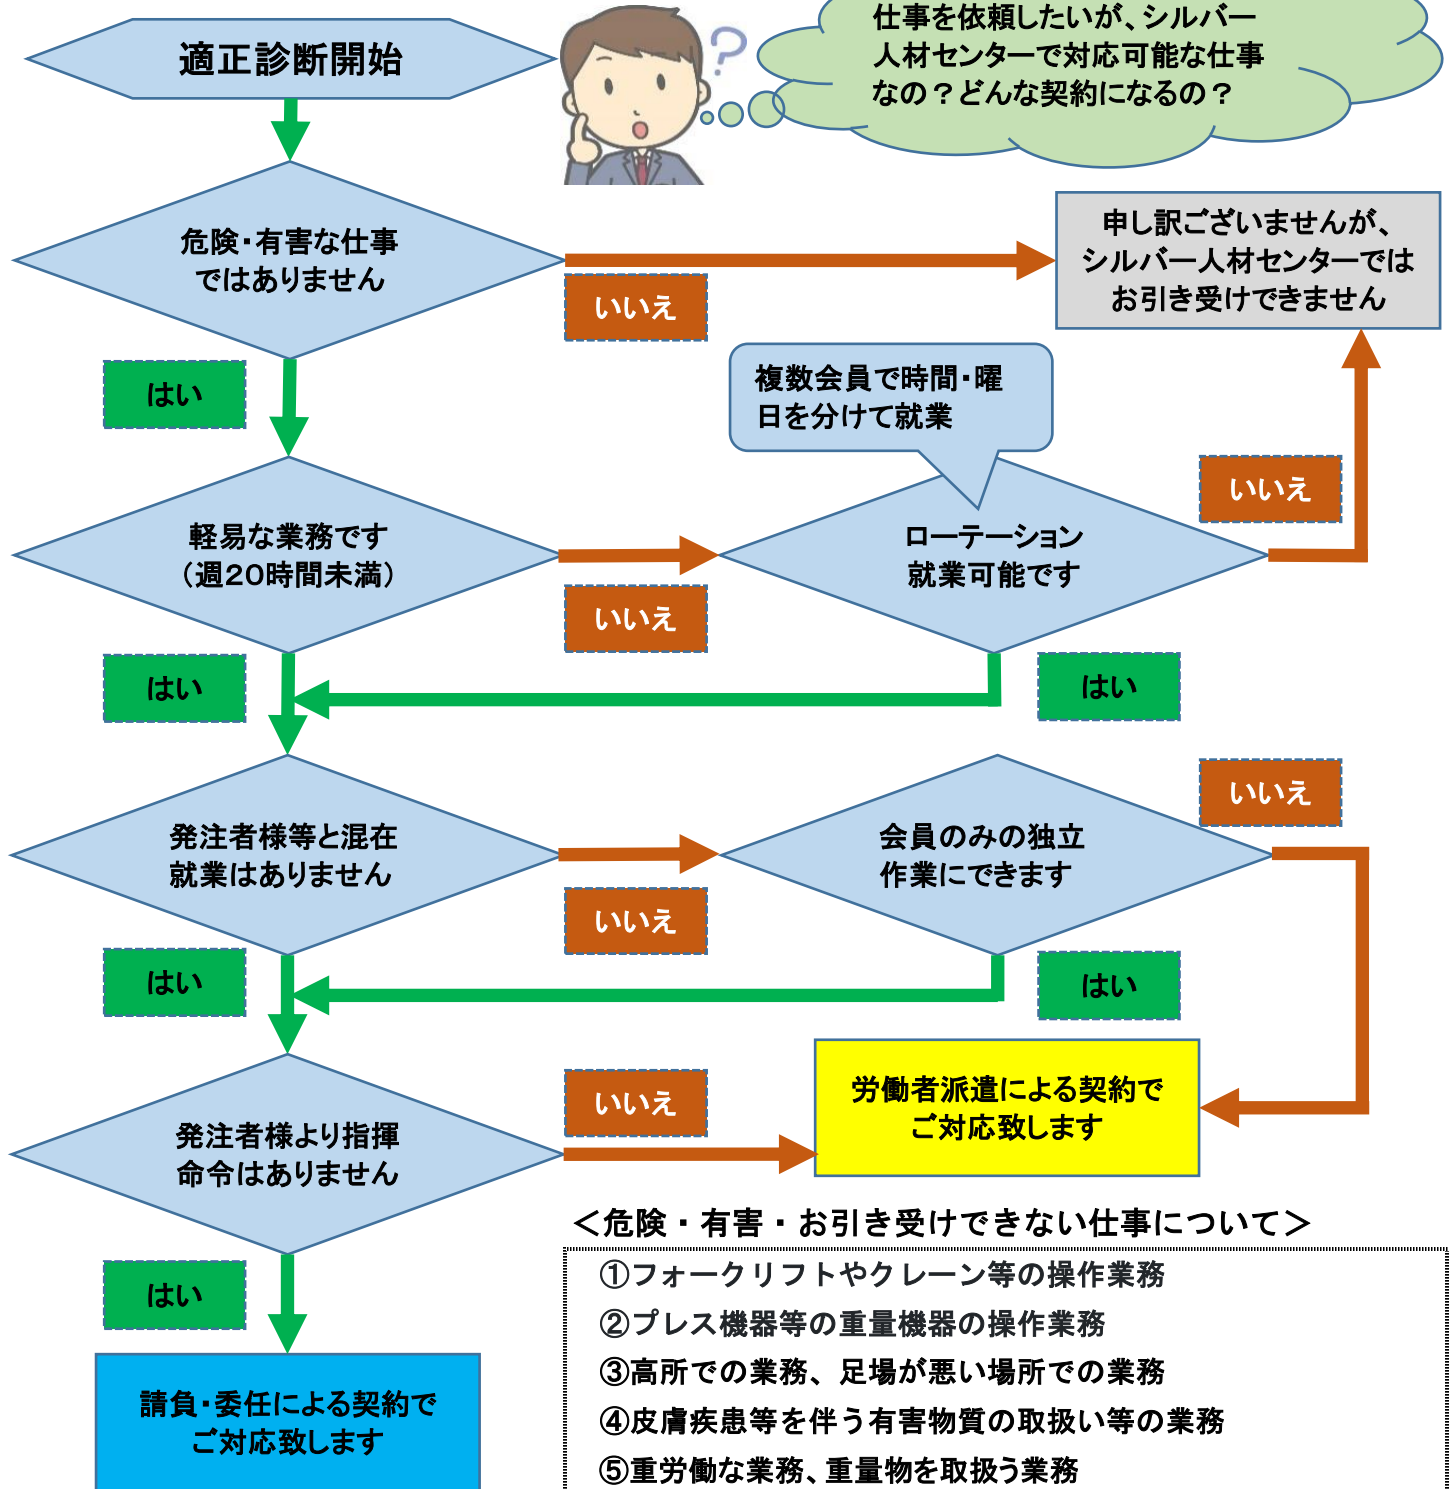 適正診断開始
仕事を依頼したいが、シルバー
人材センターで対応可能な仕事
なの?どんな契約になるの?
?
危険・有害な仕事
ではありません
いいえ
申し訳ございませんが、
シルバー人材センターでは
お引き受けできません
はい
複数会員で時間・曜
日を分けて就業
軽易な業務です
(週20時間未満)
いいえ
ローテーション
就業可能です
いいえ
はい
はい
発注者様等と混在
就業はありません
いいえ
会員のみの独立
作業にできます
いいえ
はい
はい
発注者様より指揮
命令はありません
いいえ
労働者派遣による契約で
ご対応致します
はい
請負・委任による契約で
ご対応致します
<危険・有害・お引き受けできない仕事について>
①フォークリフトやクレーン等の操作業務
②プレス機器等の重量機器の操作業務
③高所での業務、足場が悪い場所での業務
④皮膚疾患等を伴う有害物質の取扱い等の業務
⑤重労働な業務、重量物を取扱う業務